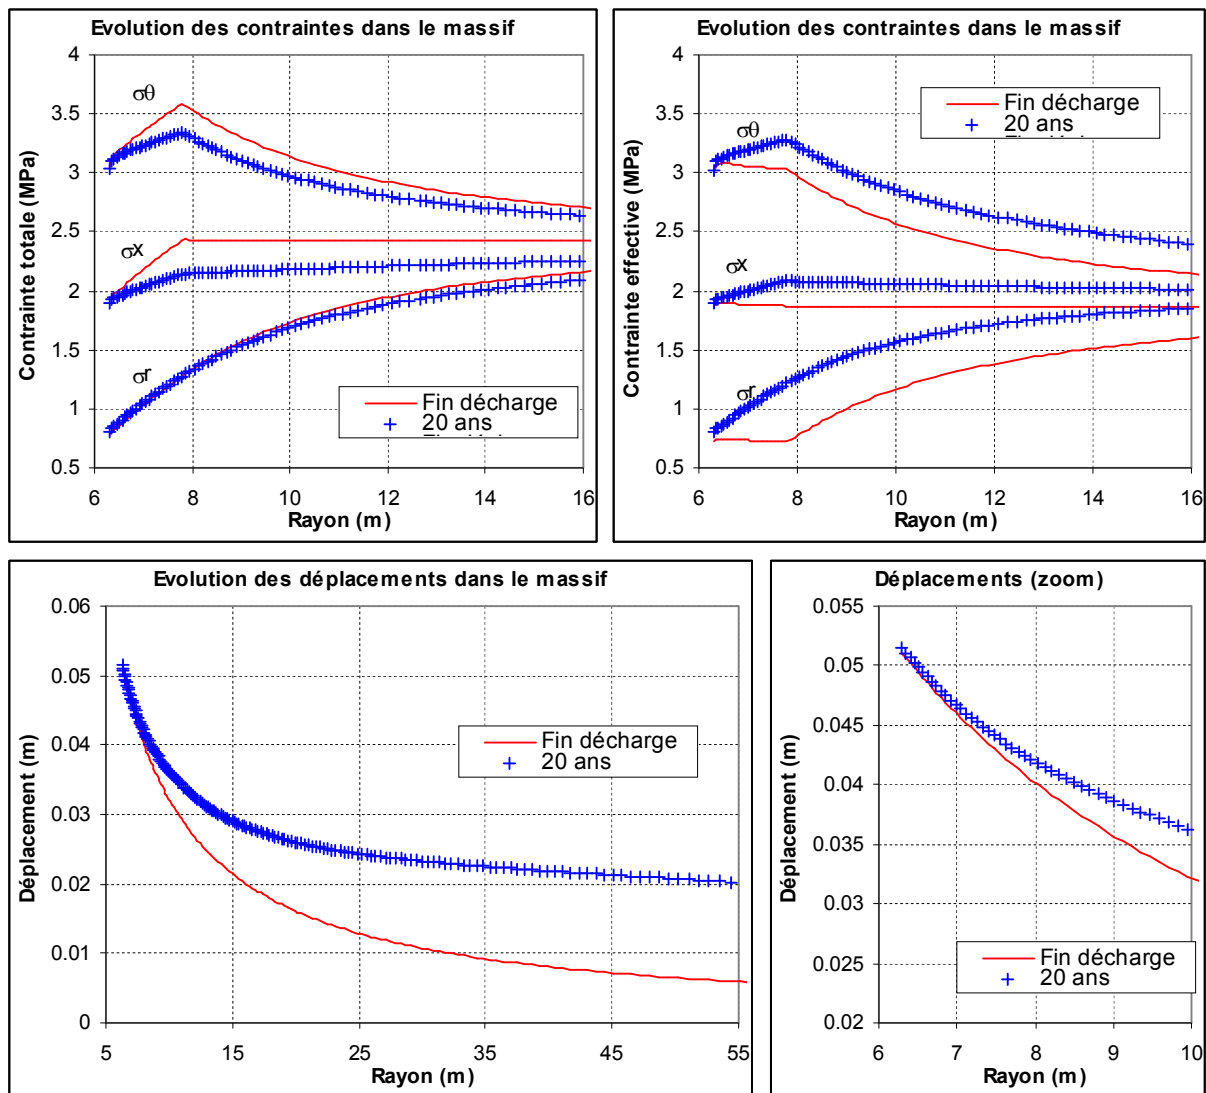 Evolution des contraintes dans le massif
Contrainte totale (MPa)
4
3.5
3
2.5
2
1.5
1
0.5
σθ
σx
σr
Fin décharge
20 ans
6 8 10 12 14 16
Rayon (m)
Evolution des contraintes dans le massif
Contrainte effective (MPa)
4
3.5
3
2.5
2
1.5
1
0.5
Fin décharge
20 ans
σθ
σx
σr
6 8 10 12 14 16
Rayon (m)
Evolution des déplacements dans le massif
Déplacement (m)
0.06
0.05
0.04
0.03
0.02
0.01
0
Fin décharge
20 ans
5 15 25 35 45 55
Rayon (m)
Déplacements (zoom)
Déplacement (m)
0.055
0.05
0.045
0.04
0.035
0.03
0.025
0.02
Fin décharge
20 ans
6 7 8 9 10
Rayon (m)